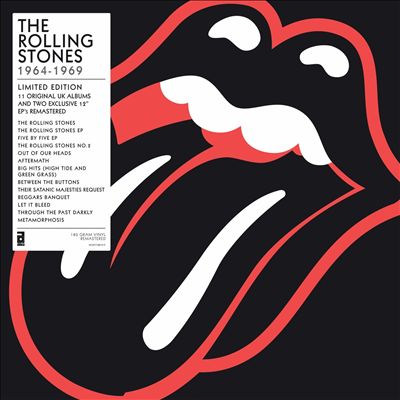 THE
ROLLING
STONES
1964-1969
LIMITED EDITION
11 ORIGINAL UK ALBUMS
AND TWO EXCLUSIVE 12"
EP's REMASTERED
THE ROLLING STONES
THE ROLLING STONES EP
FIVE BY FIVE EP
THE ROLLING STONES NO.2
OUT OF OUR HEADS
AFTERMATH
BIG HITS (HIGH TIDE AND
GREEN GRASS)
BETWEEN THE BUTTONS
THEIR SATANIC MAJESTIES REQUEST
BEGGARS BANQUET
LET IT BLEED
THROUGH THE PAST DARKLY
METAMORPHOSIS
180 GRAM VINYL
REMASTERED